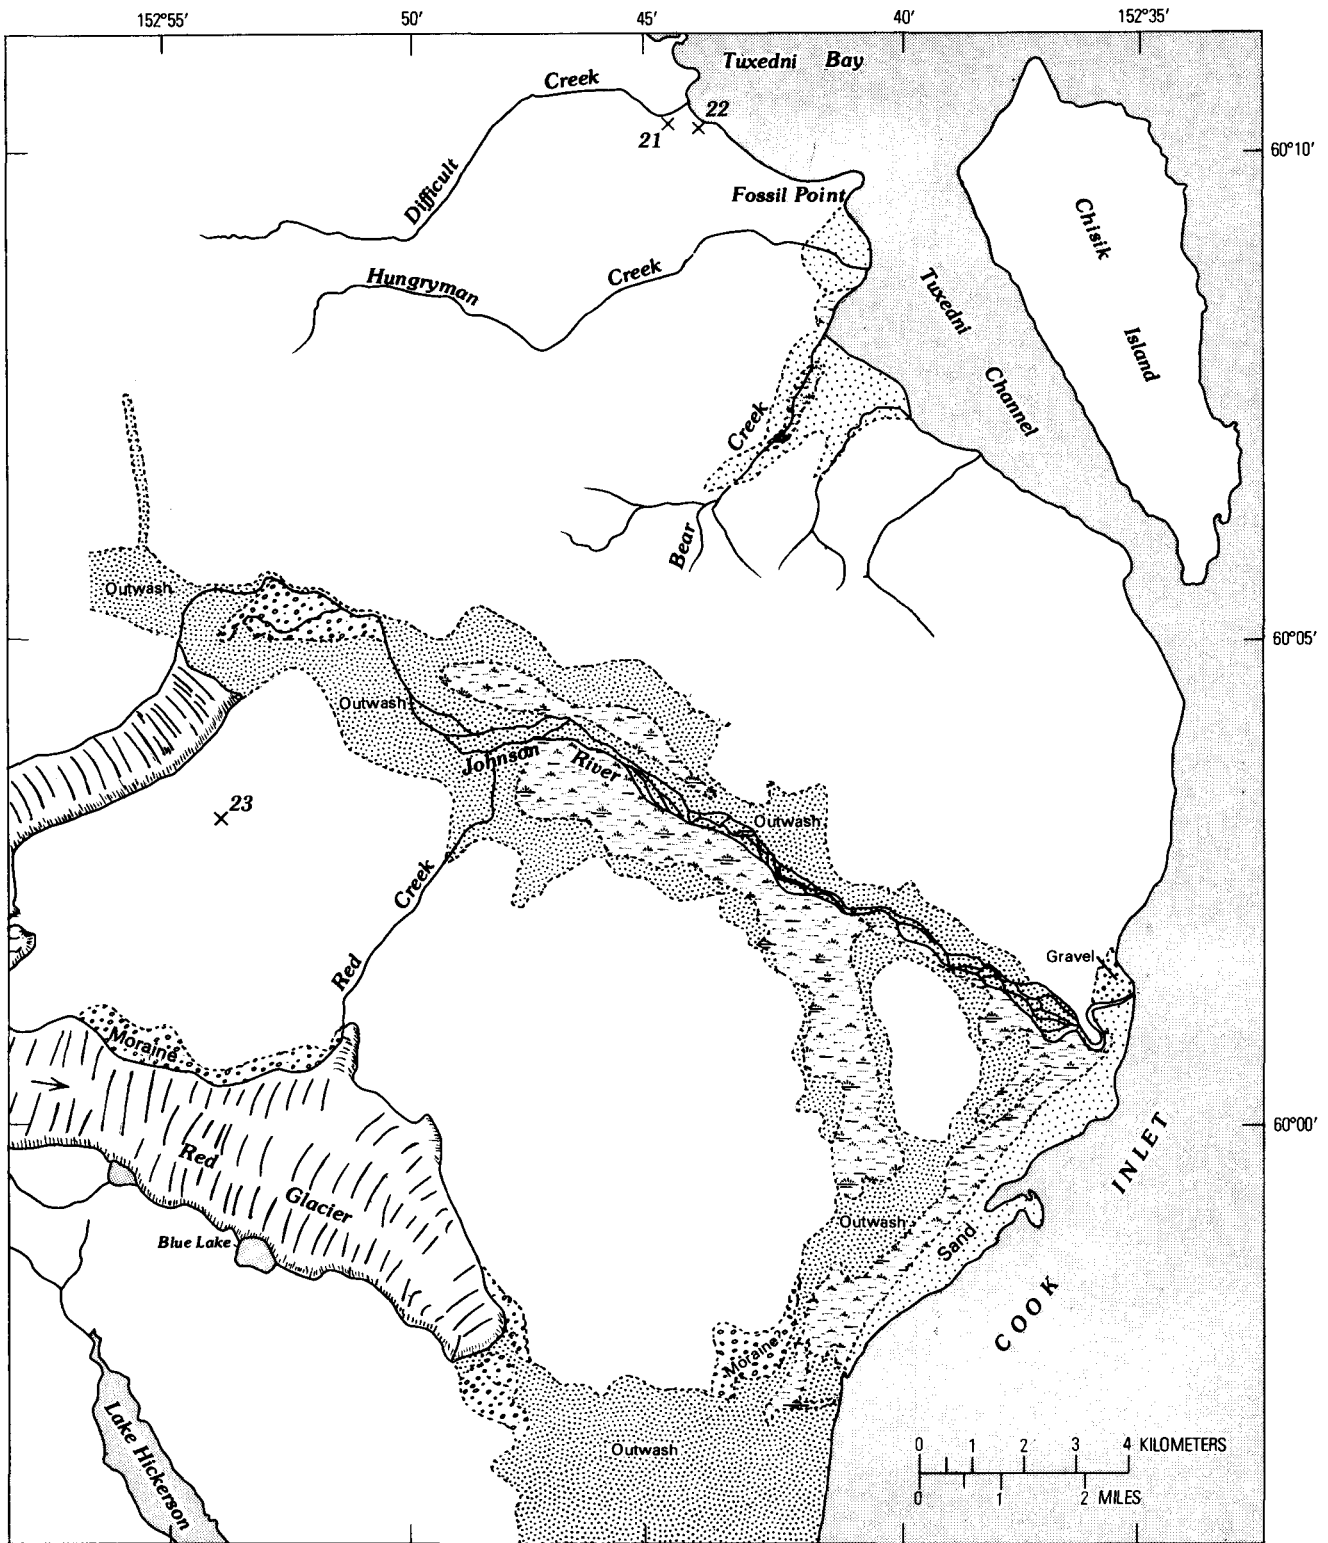 152°55'
50'
45'
40'
152°35'
Tuxedni Bay
Creek
22
21
60°10'
Difficult
Fossil Point
Chisik
Island
Hungryman
Creek
Tuxedni
Channel
Creek
Bear
Outwash
60°05'
Outwash
Johnson
River
23
Outwash
Creek
Red
Gravel
Moraine
60°00'
INLET
Red
Glacier
Blue Lake
Outwash
Sand
COOK
Moraine?
Lake Hickerson
Outwash
0 1 2 3 4 KILOMETERS
0 1 2 MILES